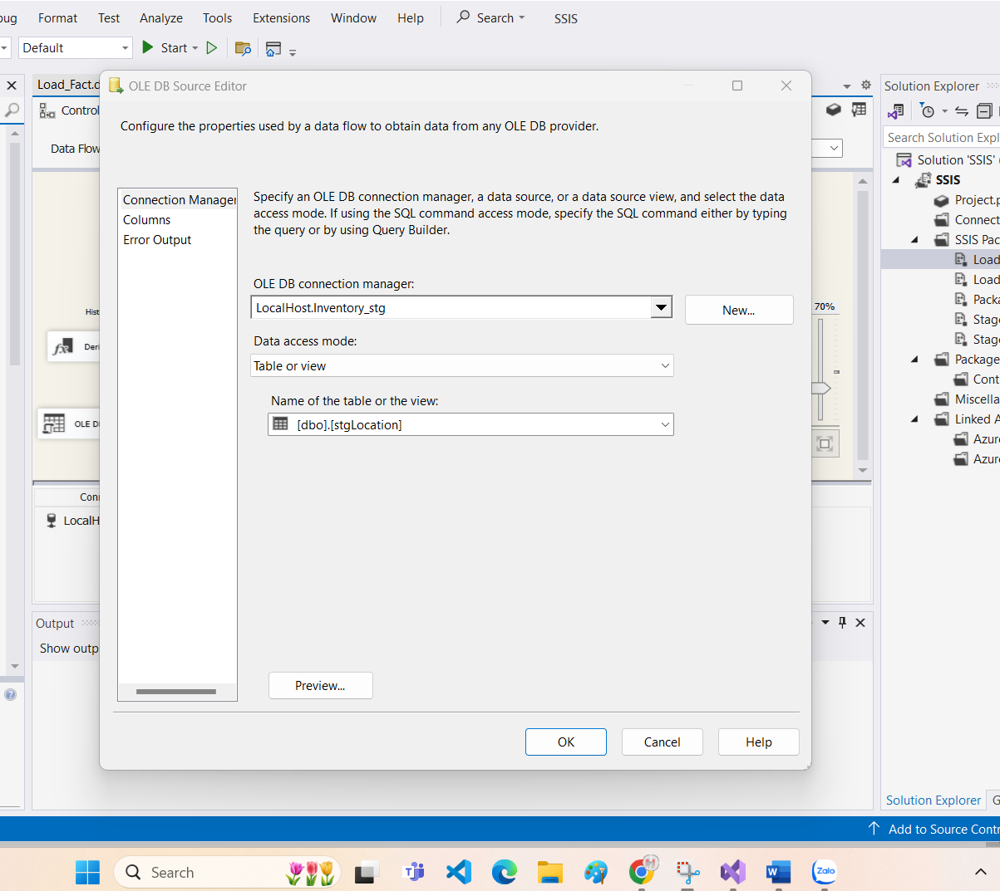 Format Test Analyze Tools Extensions Window Help Search SSIS
Default Start
Load_Fact.d
OLE DB Source Editor
Solution Explorer
Control
Configure the properties used by a data flow to obtain data from any OLE DB provider.
Search Solution Expl
Data Flow
Solution 'SSIS'
SSIS
Connection Manager
Columns
Error Output
Specify an OLE DB connection manager, a data source, or a data source view, and select the data
access mode. If using the SQL command access mode, specify the SQL command either by typing
the query or by using Query Builder.
Project.p
Connect
SSIS Pac
Load
Load
Packa
Stag
Stag
Package
Cont
Miscella
Linked A
Azur
Azur
OLE DB connection manager:
LocalHost.Inventory_stg
New...
70%
Hist
Deri
Data access mode:
Table or view
Name of the table or the view:
[dbo].[stgLocation]
OLE D
Conn
LocalH
Output
Show outp
Preview...
OK Cancel Help
Solution Explorer G
Add to Source Contr
Search
Zalo